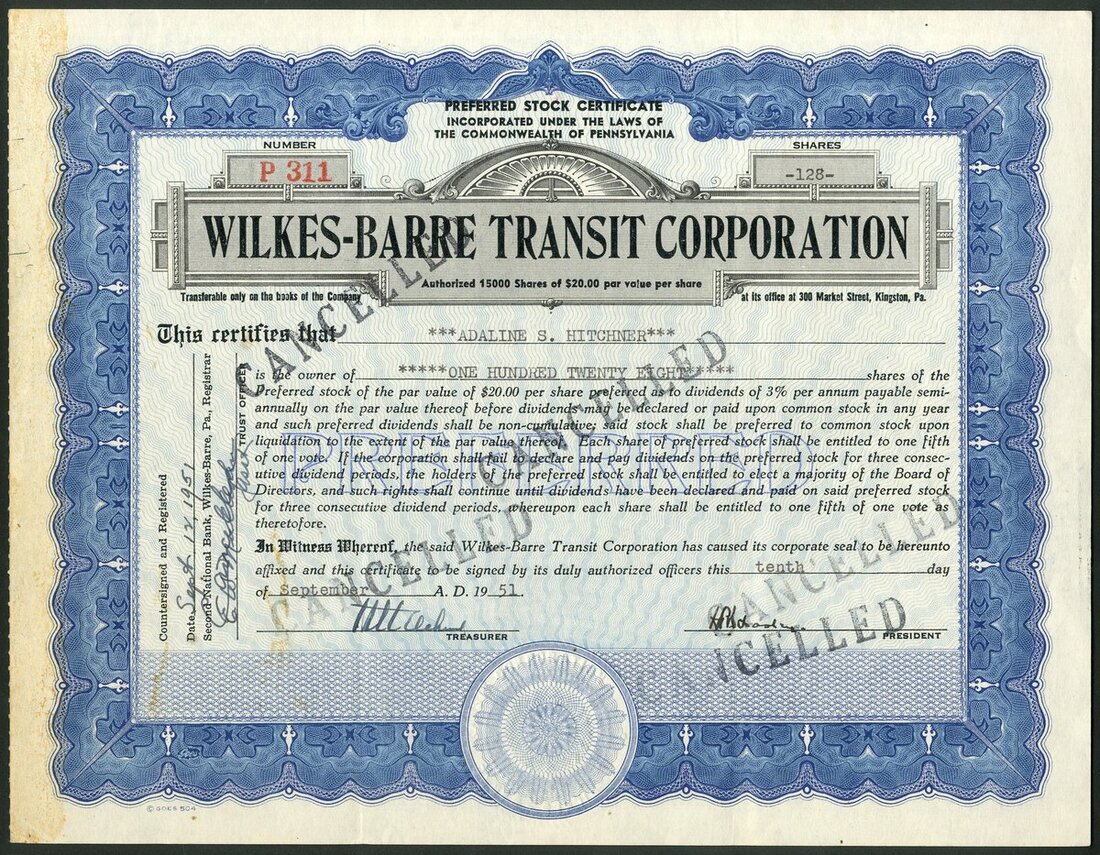 PREFERRED STOCK CERTIFICATE
INCORPORATED UNDER THE LAWS OF
THE COMMONWEALTH OF PENNSYLVANIA
NUMBER
P 311
SHARES
-128-
WILKES-BARRE TRANSIT CORPORATION
Authorized 15000 Shares of $20.00 par value per share
Transferable only on the books of the Company
at its office at 300 Market Street, Kingston, Pa.
This certifies that ***ADALINE S. HITCHNER***
is the owner of *****ONE HUNDRED TWENTY EIGHT***** shares of the
Preferred stock of the par value of $20.00 per share preferred as to dividends of 3% per annum payable semi-
annually on the par value thereof before dividends may be declared or paid upon common stock in any year
and such preferred dividends shall be non-cumulative. Said stock shall be preferred to common stock upon
liquidation to the extent of the par value thereof. Each share of preferred stock shall be entitled to one fifth
of one vote. If the corporation shall fail to declare and pay dividends on the preferred stock for three consec-
utive dividend periods, the holders of the preferred stock shall be entitled to elect a majority of the Board of
Directors, and such rights shall continue until dividends have been declared and paid on said preferred stock
for three consecutive dividend periods, whereupon each share shall be entitled to one fifth of one vote as
theretofore.
PREFERRED
In Witness Whereof, the said Wilkes-Barre Transit Corporation has caused its corporate seal to be hereunto
affixed and this certificate to be signed by its duly authorized officers this tenth day
of September A. D. 19 51.
TREASURER
PRESIDENT
Countersigned and Registered
Date Sept. 12, 1951
Second National Bank, Wilkes-Barre, Pa., Registrar
TRUST OFFICER
CANCELLED
CANCELLED
CANCELLED
CANCELLED
CANCELLED
© GOES 504